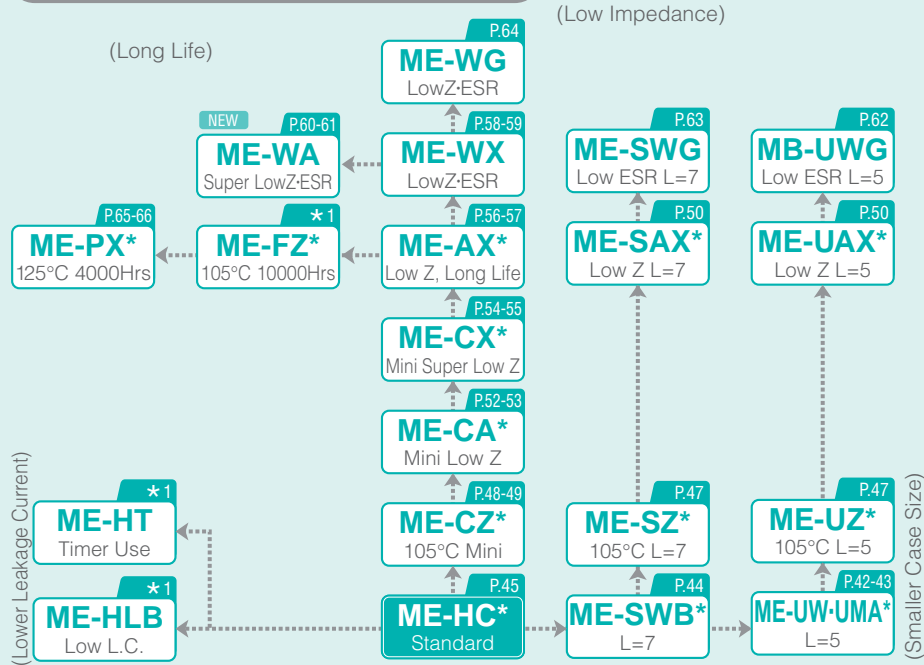 (Low Impedance)
(Long Life)
P.64
ME-WG
LowZ·ESR
NEW
P.60-61
ME-WA
Super LowZ·ESR
P.58-59
ME-WX
LowZ·ESR
P.63
ME-SWG
Low ESR L=7
P.62
MB-UWG
Low ESR L=5
P.65-66
ME-PX*
125°C 4000Hrs
*1
ME-FZ*
105°C 10000Hrs
P.56-57
ME-AX*
Low Z, Long Life
P.50
ME-SAX*
Low Z L=7
P.50
ME-UAX*
Low Z L=5
P.54-55
ME-CX*
Mini Super Low Z
P.52-53
ME-CA*
Mini Low Z
(Lower Leakage Current)
*1
ME-HT
Timer Use
P.48-49
ME-CZ*
105°C Mini
P.47
ME-SZ*
105°C L=7
P.47
ME-UZ*
105°C L=5
(Smaller Case Size)
*1
ME-HLB
Low L.C.
P.45
ME-HC*
Standard
P.44
ME-SWB*
L=7
P.42-43
ME-UW·UMA*
L=5